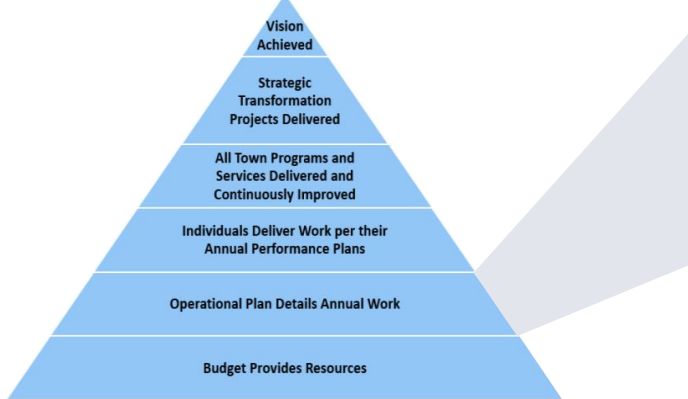 Vision
Achieved
Strategic
Transformation
Projects Delivered
All Town Programs and
Services Delivered and
Continuously Improved
Individuals Deliver Work per their
Annual Performance Plans
Operational Plan Details Annual Work
Budget Provides Resources